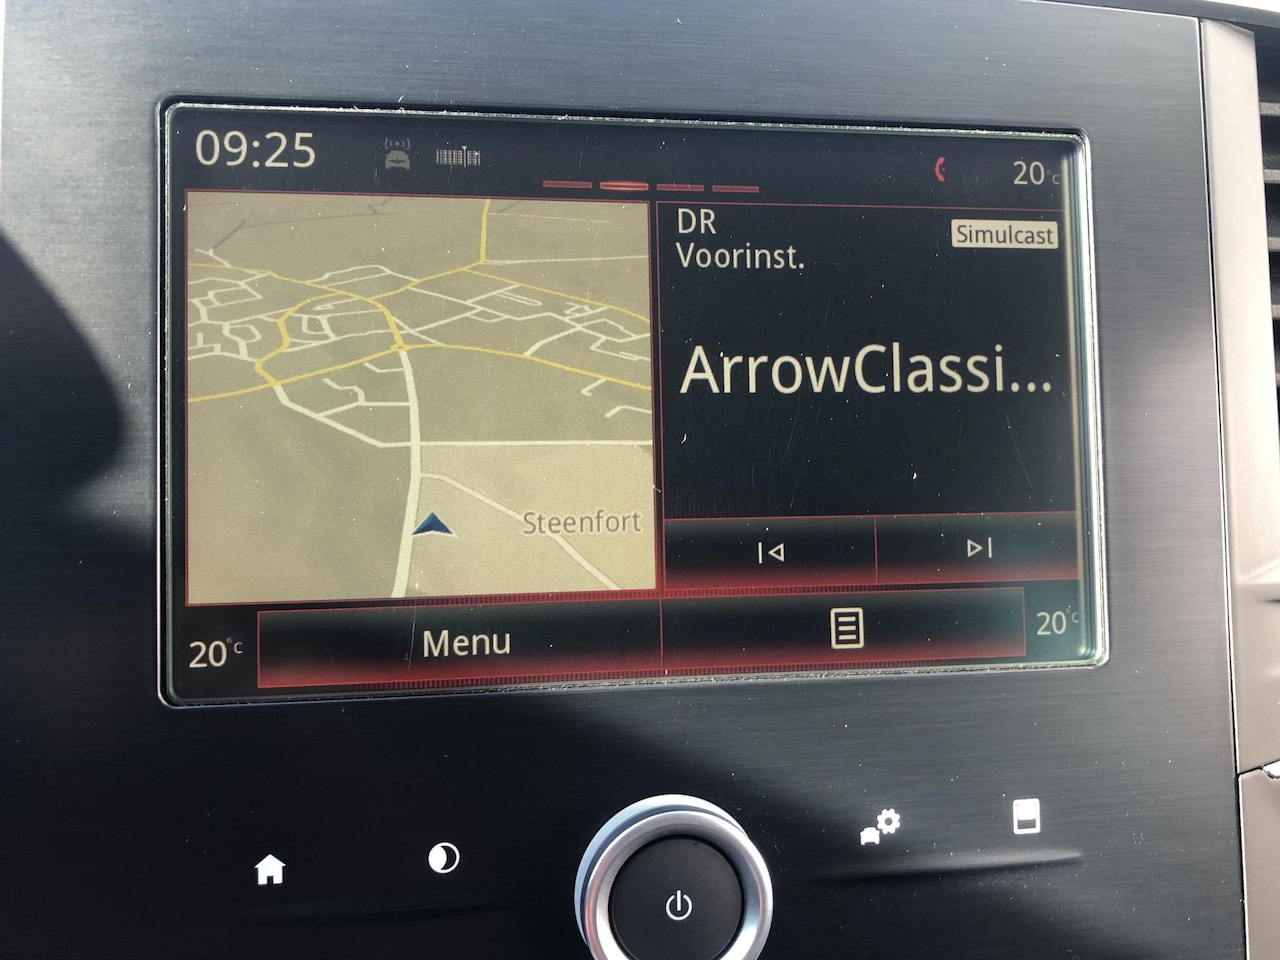 09:25
20°c
DR
Simulcast
Voorinst.
ArrowClassi...
Steenfort
20°c
Menu
20°c